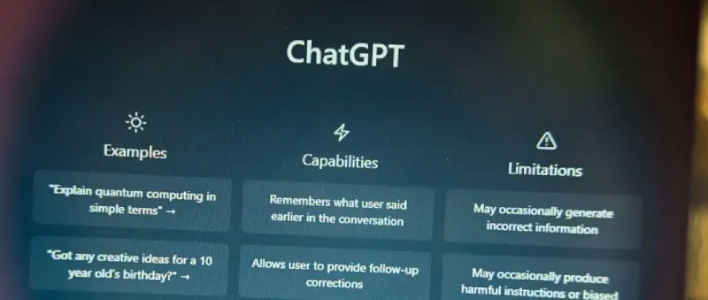 ChatGPT
Examples
Capabilities
Limitations
"Explain quantum computing in
simple terms" →
Remembers what user said
earlier in the conversation
May occasionally generate
incorrect information
"Got any creative ideas for a 10
year old's birthday?" →
Allows user to provide follow-up
corrections
May occasionally produce
harmful instructions or biased